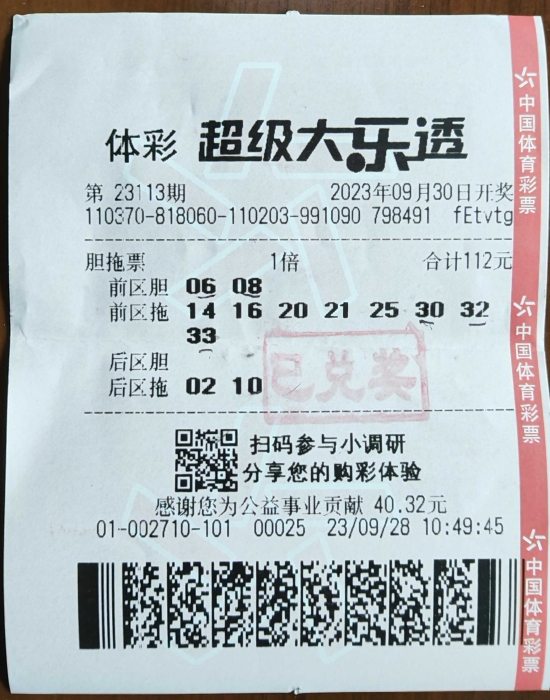 体彩 超级大乐透
第 23113期 2023年09月30日开奖
110370-818060-110203-991090 798491 fEtvtg
胆拖票 1倍 合计112元
前区胆 06 08
前区拖 14 16 20 21 25 30 32
33
后区胆
后区拖 02 10
已兑奖
扫码参与小调研
分享您的购彩体验
感谢您为公益事业贡献 40.32元
01-002710-101 00025 23/09/28 10:49:45
中国体育彩票
中国体育彩票
中国体育彩票